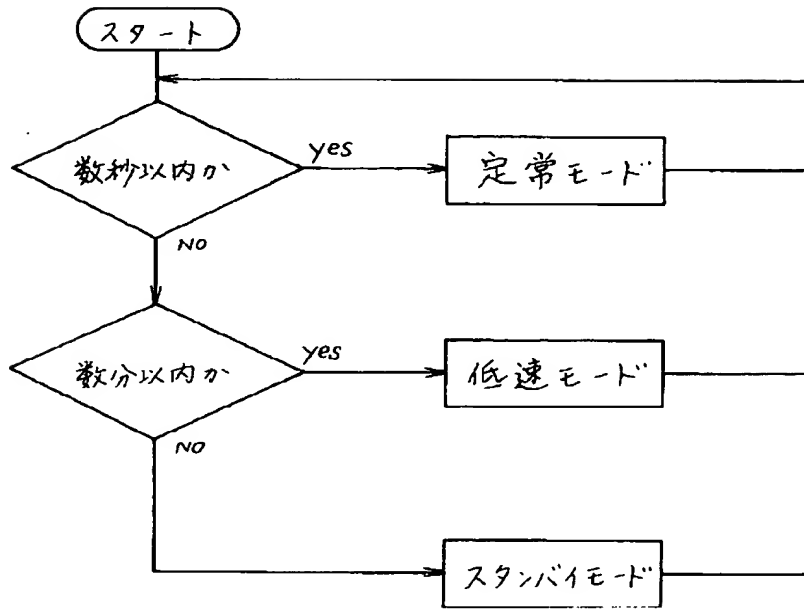 スタート
数秒以内か
yes
定常モード
NO
数分以内か
yes
低速モード
NO
スタンバイモード